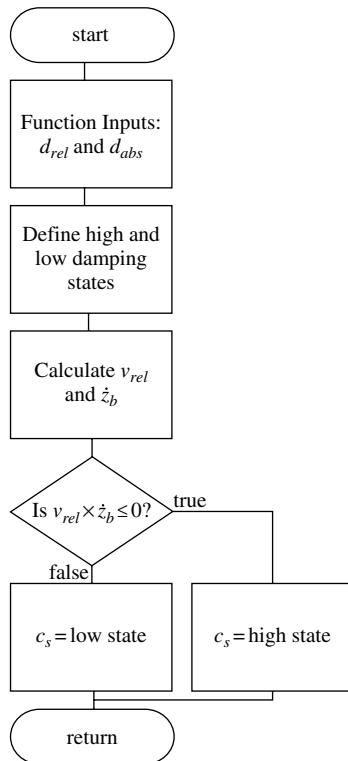 start
Function Inputs:
d_rel and d_abs
Define high and
low damping
states
Calculate v_rel
and ż_b
Is v_rel × ż_b ≤ 0?
true
false
c_s = low state
c_s = high state
return